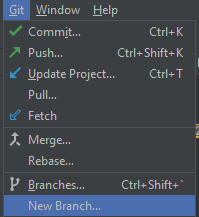 Git Window Help
Commit... Ctrl+K
Push... Ctrl+Shift+K
Update Project... Ctrl+T
Pull...
Fetch
Merge...
Rebase...
Branches... Ctrl+Shift+`
New Branch...